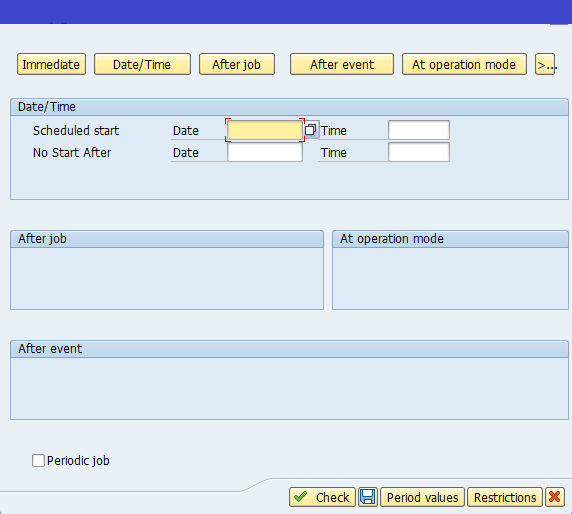 Immediate Date/Time After job After event At operation mode >...
Date/Time
Scheduled start Date Time
No Start After Date Time
After job At operation mode
After event
Periodic job
Check Period values Restrictions